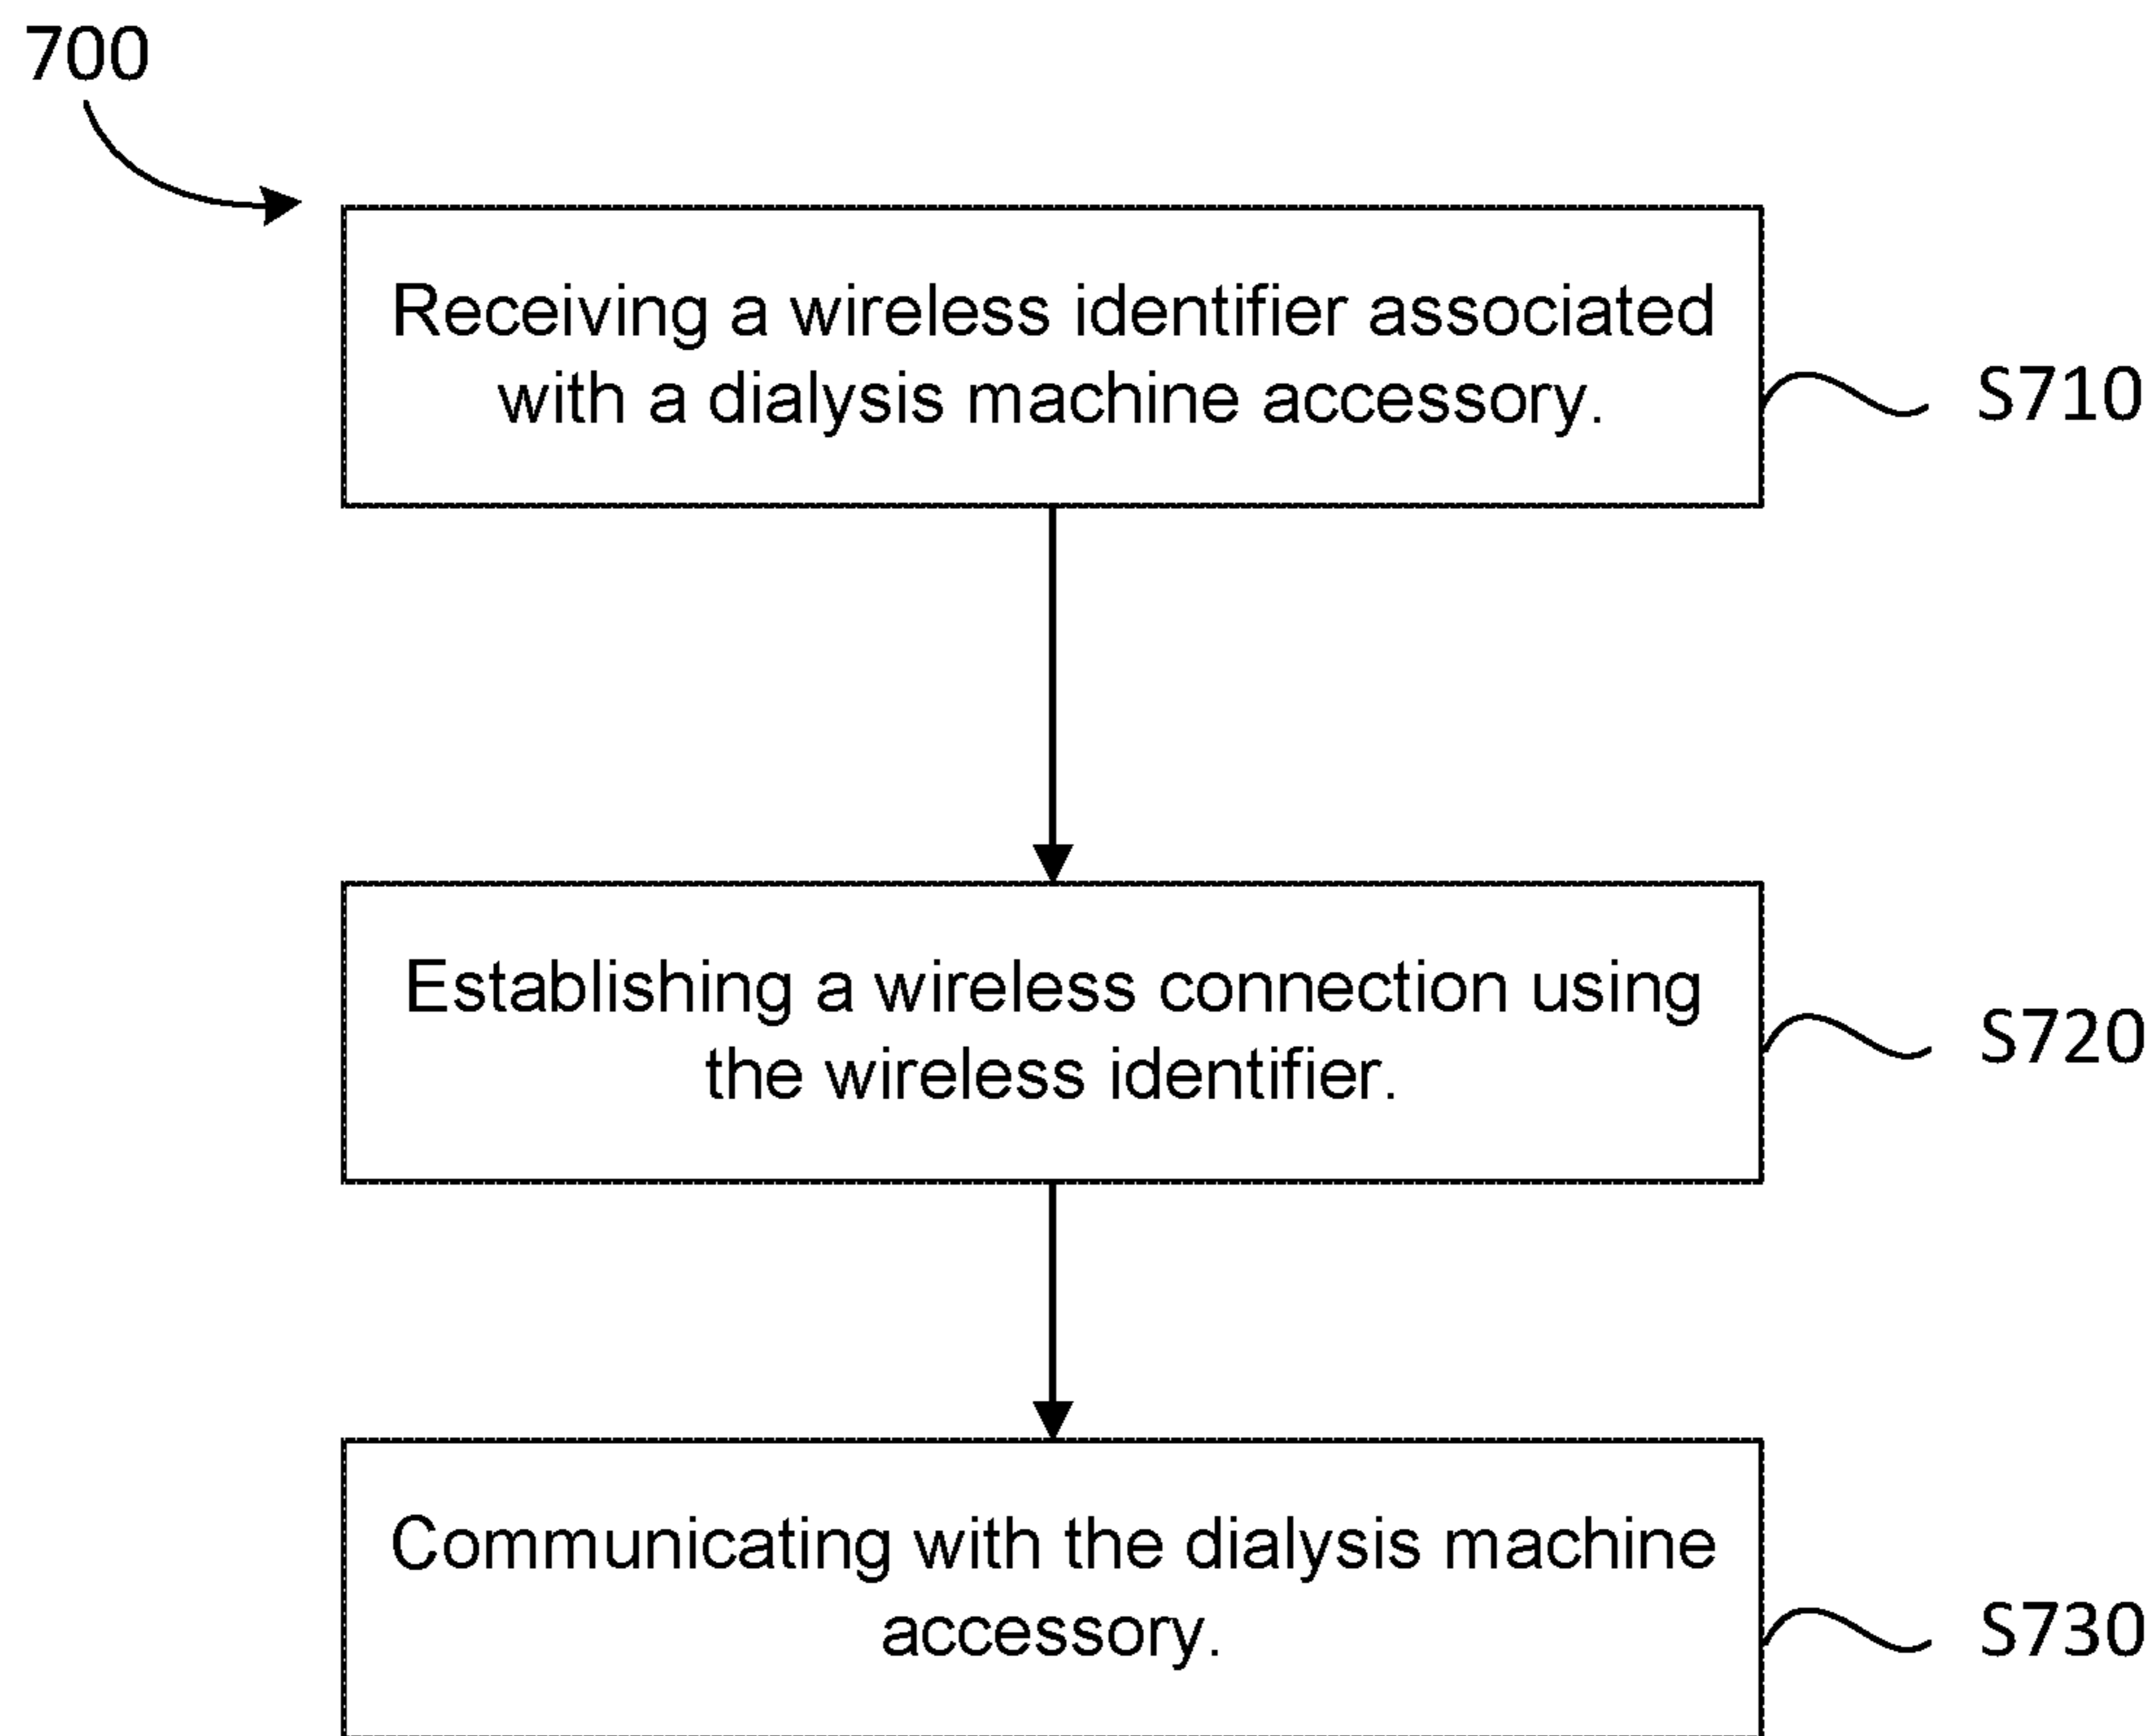 700
Receiving a wireless identifier associated
with a dialysis machine accessory.
S710
Establishing a wireless connection using
the wireless identifier.
S720
Communicating with the dialysis machine
accessory.
S730